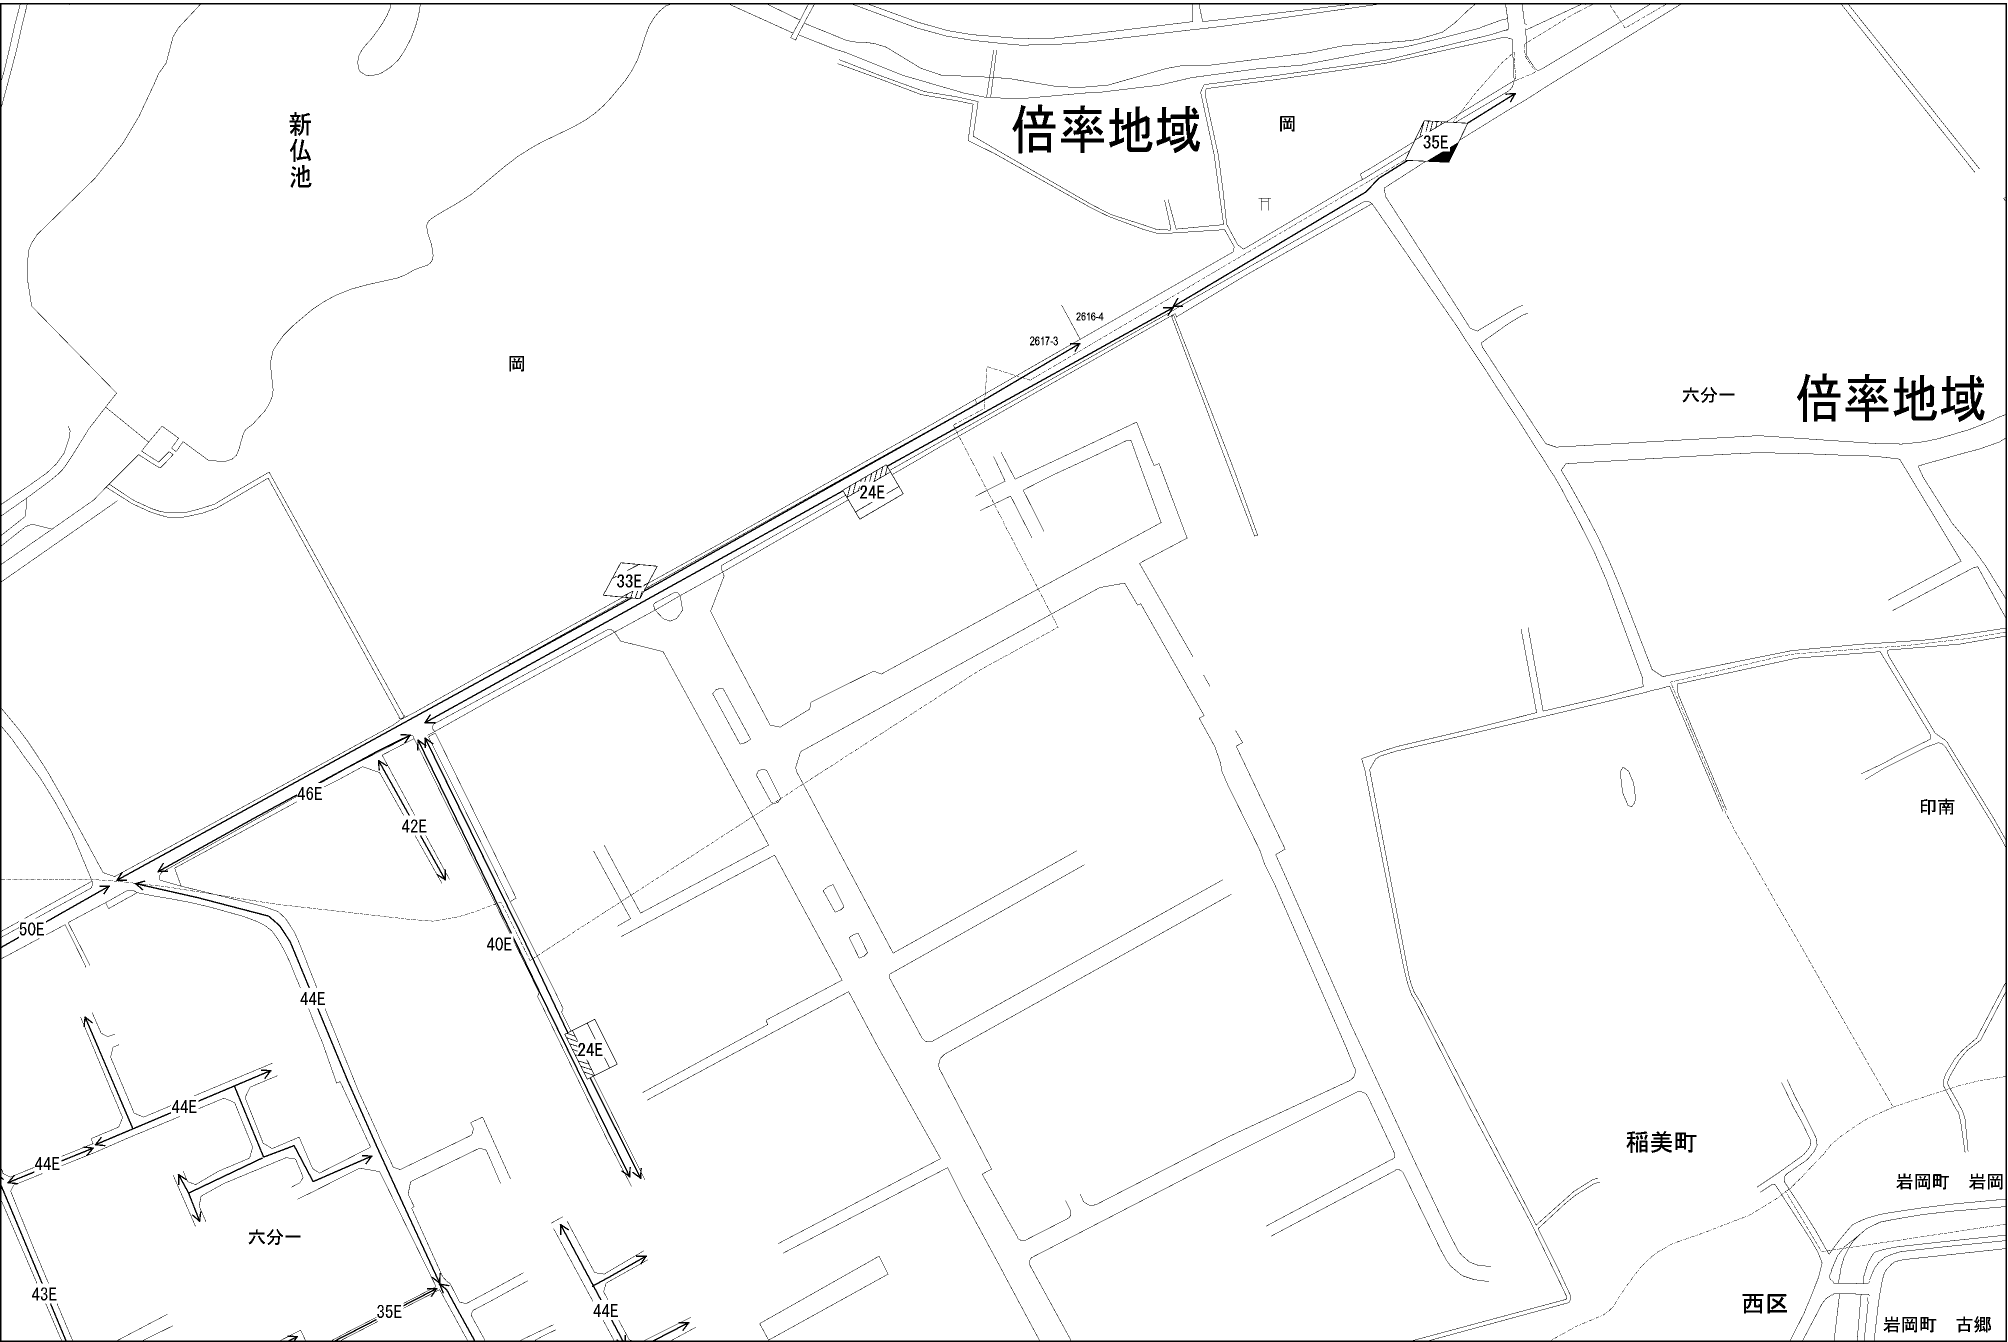 新仏池
倍率地域
岡
35E
2616-4
2617-3
岡
六分一
倍率地域
24E
33E
46E
42E
印南
50E
40E
44E
24E
44E
44E
稲美町
岩岡町 岩岡
六分一
43E
35E
44E
西区
岩岡町 古郷